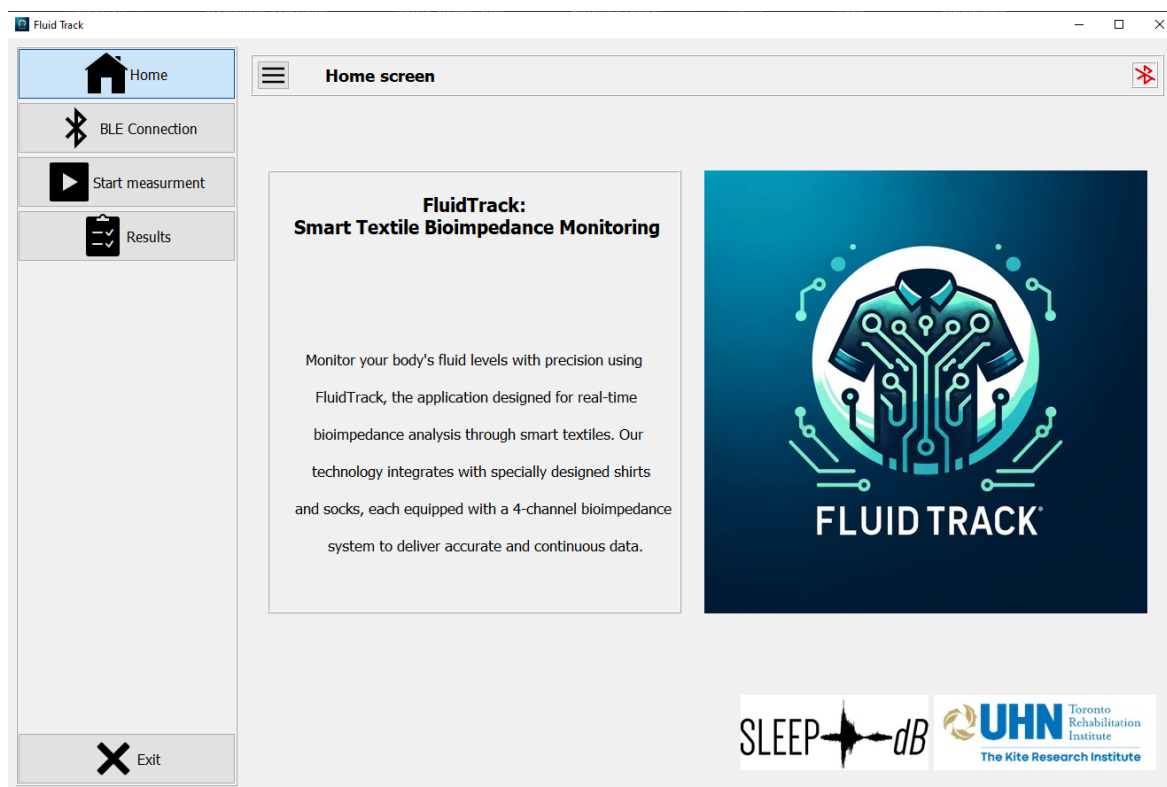 Fluid Track
Home
BLE Connection
Start measurment
Results
Exit
Home screen
FluidTrack:
Smart Textile Bioimpedance Monitoring
Monitor your body's fluid levels with precision using
FluidTrack, the application designed for real-time
bioimpedance analysis through smart textiles. Our
technology integrates with specially designed shirts
and socks, each equipped with a 4-channel bioimpedance
system to deliver accurate and continuous data.
FLUID TRACK
SLEEP dB
UHN
Toronto
Rehabilitation
Institute
The Kite Research Institute